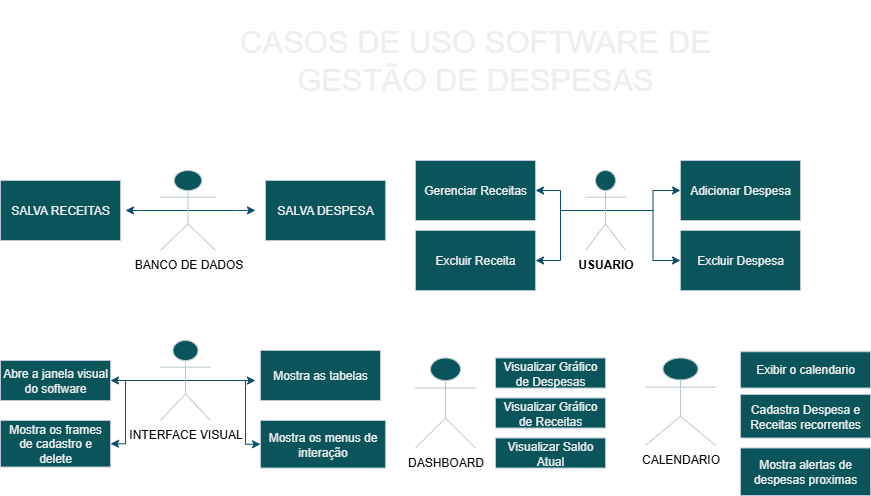 CASOS DE USO SOFTWARE DE
GESTÃO DE DESPESAS
SALVA RECEITAS
SALVA DESPESA
BANCO DE DADOS
Gerenciar Receitas
Adicionar Despesa
Excluir Receita
Excluir Despesa
USUARIO
Abre a janela visual
do software
Mostra as tabelas
Mostra os frames
de cadastro e
delete
Mostra os menus de
interação
INTERFACE VISUAL
Visualizar Gráfico
de Despesas
Visualizar Gráfico
de Receitas
Visualizar Saldo
Atual
DASHBOARD
Exibir o calendario
Cadastra Despesa e
Receitas recorrentes
Mostra alertas de
despesas proximas
CALENDARIO